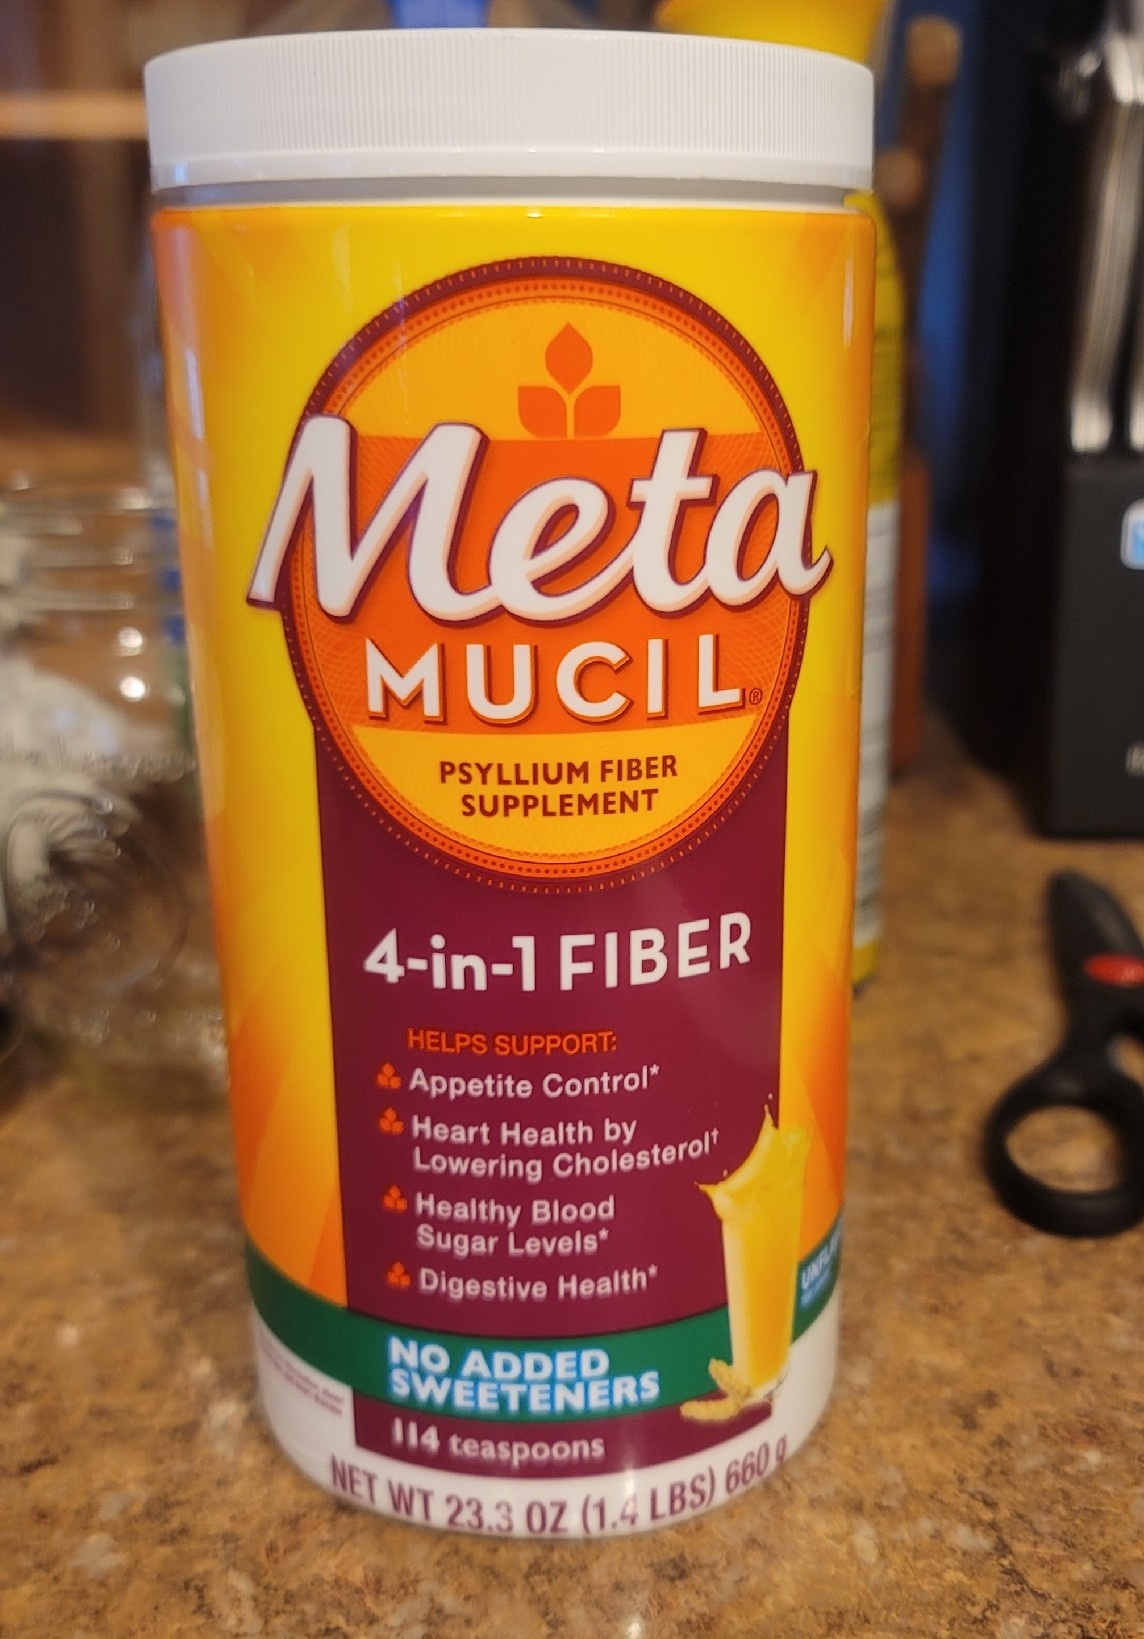 Meta
MUCIL®
PSYLLIUM FIBER
SUPPLEMENT
4-in-1 FIBER
HELPS SUPPORT:
Appetite Control*
Heart Health by
Lowering Cholesterol†
Healthy Blood
Sugar Levels*
Digestive Health*
NO ADDED
SWEETENERS
114 teaspoons
NET WT 23.3 OZ (1.4 LBS) 660 g